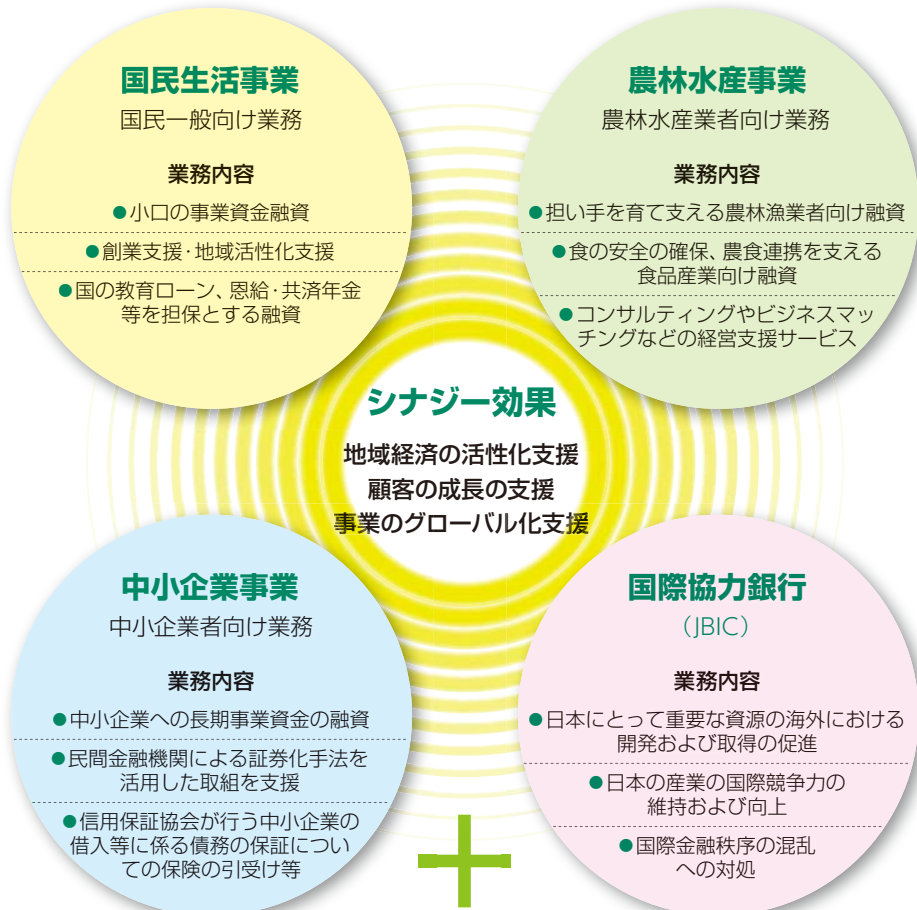 国民生活事業
国民一般向け業務
業務内容
●小口の事業資金融資
●創業支援・地域活性化支援
●国の教育ローン、恩給・共済年金
等を担保とする融資
農林水産事業
農林水産業者向け業務
業務内容
●担い手を育て支える農林漁業者向け融資
●食の安全の確保、農食連携を支える
食品産業向け融資
●コンサルティングやビジネスマッ
チングなどの経営支援サービス
シナジー効果
地域経済の活性化支援
顧客の成長の支援
事業のグローバル化支援
中小企業事業
中小企業者向け業務
業務内容
●中小企業への長期事業資金の融資
●民間金融機関による証券化手法を
活用した取組を支援
●信用保証協会が行う中小企業の
借入等に係る債務の保証につい
ての保険の引受け等
国際協力銀行
（JBIC）
業務内容
●日本にとって重要な資源の海外における
開発および取得の促進
●日本の産業の国際競争力の
維持および向上
●国際金融秩序の混乱
への対処
＋